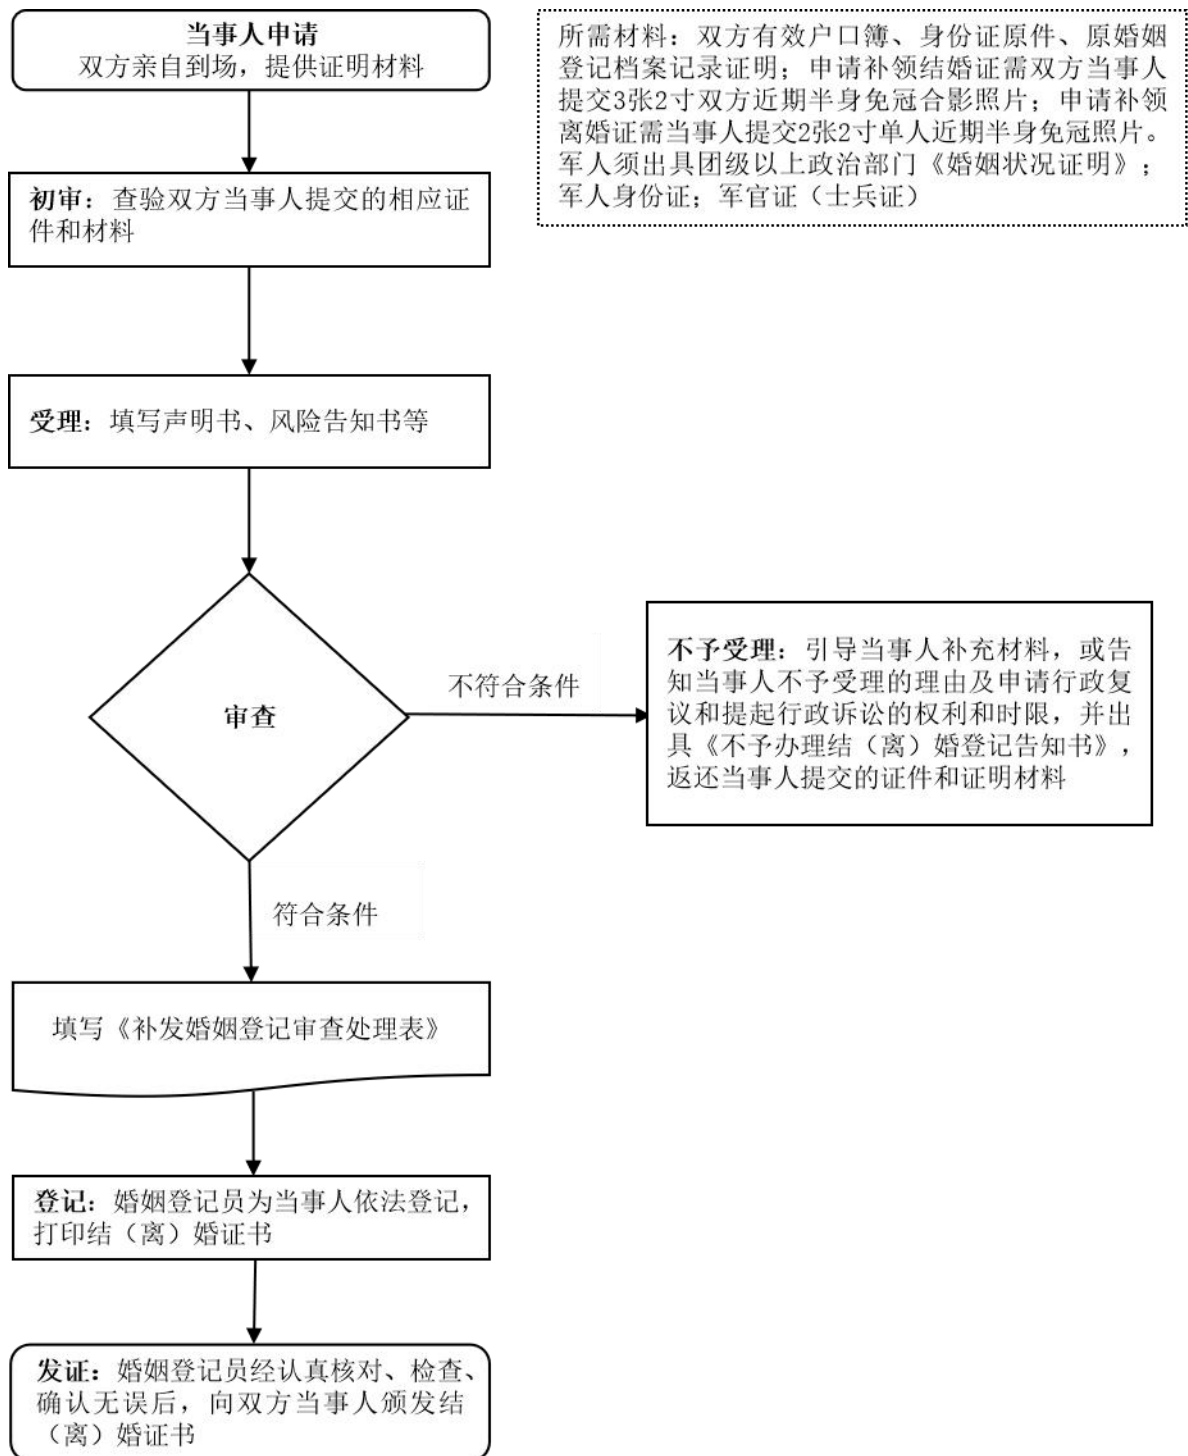 当事人申请
双方亲自到场，提供证明材料
所需材料：双方有效户口簿、身份证原件、原婚姻
登记档案记录证明；申请补领结婚证需双方当事人
提交3张2寸双方近期半身免冠合影照片；申请补领
离婚证需当事人提交2张2寸单人近期半身免冠照片。
军人须出具团级以上政治部门《婚姻状况证明》；
军人身份证；军官证（士兵证）
初审：查验双方当事人提交的相应证
件和材料
受理：填写声明书、风险告知书等
审查
不符合条件
不予受理：引导当事人补充材料，或告
知当事人不予受理的理由及申请行政复
议和提起行政诉讼的权利和时限，并出
具《不予办理结（离）婚登记告知书》，
返还当事人提交的证件和证明材料
符合条件
填写《补发婚姻登记审查处理表》
登记：婚姻登记员为当事人依法登记，
打印结（离）婚证书
发证：婚姻登记员经认真核对、检查、
确认无误后，向双方当事人颁发结
（离）婚证书